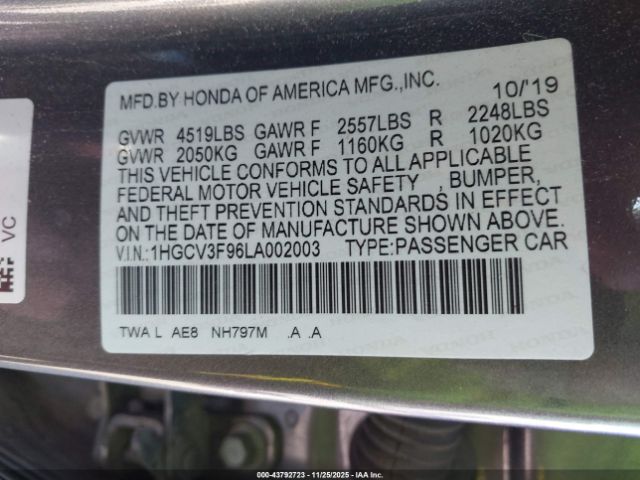 MFD.BY HONDA OF AMERICA MFG.,INC. 10/'19
GVWR 4519LBS GAWR F 2557LBS R 2248LBS
GVWR 2050KG GAWR F 1160KG R 1020KG
THIS VEHICLE CONFORMS TO ALL APPLICABLE
FEDERAL MOTOR VEHICLE SAFETY , BUMPER,
AND THEFT PREVENTION STANDARDS IN EFFECT
ON THE DATE OF MANUFACTURE SHOWN ABOVE.
V.I.N.: 1HGCV3F96LA002003 TYPE:PASSENGER CAR
TWA L AE8 NH797M .A .A
VC
000-43792723 - 11/25/2025 - IAA Inc.